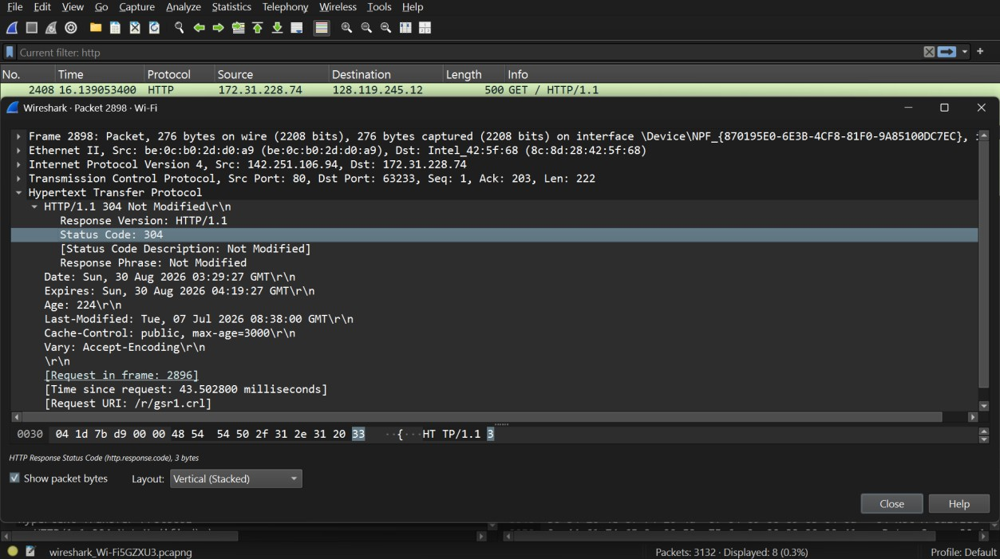 File Edit View Go Capture Analyze Statistics Telephony Wireless Tools Help
Current filter: http
No. Time Protocol Source Destination Length Info
2408 16.139053400 HTTP 172.31.228.74 128.119.245.12 500 GET / HTTP/1.1
Wireshark · Packet 2898 · Wi-Fi
Frame 2898: Packet, 276 bytes on wire (2208 bits), 276 bytes captured (2208 bits) on interface \Device\NPF_{870195E0-6E3B-4CF8-81F0-9A85100DC7EC},
Ethernet II, Src: be:0c:b0:2d:d0:a9 (be:0c:b0:2d:d0:a9), Dst: Intel_42:5f:68 (8c:8d:28:42:5f:68)
Internet Protocol Version 4, Src: 142.251.106.94, Dst: 172.31.228.74
Transmission Control Protocol, Src Port: 80, Dst Port: 63233, Seq: 1, Ack: 203, Len: 222
Hypertext Transfer Protocol
HTTP/1.1 304 Not Modified\r\n
Response Version: HTTP/1.1
Status Code: 304
[Status Code Description: Not Modified]
Response Phrase: Not Modified
Date: Sun, 30 Aug 2026 03:29:27 GMT\r\n
Expires: Sun, 30 Aug 2026 04:19:27 GMT\r\n
Age: 224\r\n
Last-Modified: Tue, 07 Jul 2026 08:38:00 GMT\r\n
Cache-Control: public, max-age=3000\r\n
Vary: Accept-Encoding\r\n
\r\n
[Request in frame: 2896]
[Time since request: 43.502800 milliseconds]
[Request URI: /r/gsr1.crl]
0030 04 1d 7b d9 00 00 48 54 54 50 2f 31 2e 31 20 33 ··{···HT TP/1.1 3
HTTP Response Status Code (http.response.code), 3 bytes
Show packet bytes Layout: Vertical (Stacked)
Close Help
wireshark_Wi-Fi5GZXU3.pcapng Packets: 3132 · Displayed: 8 (0.3%) Profile: Default